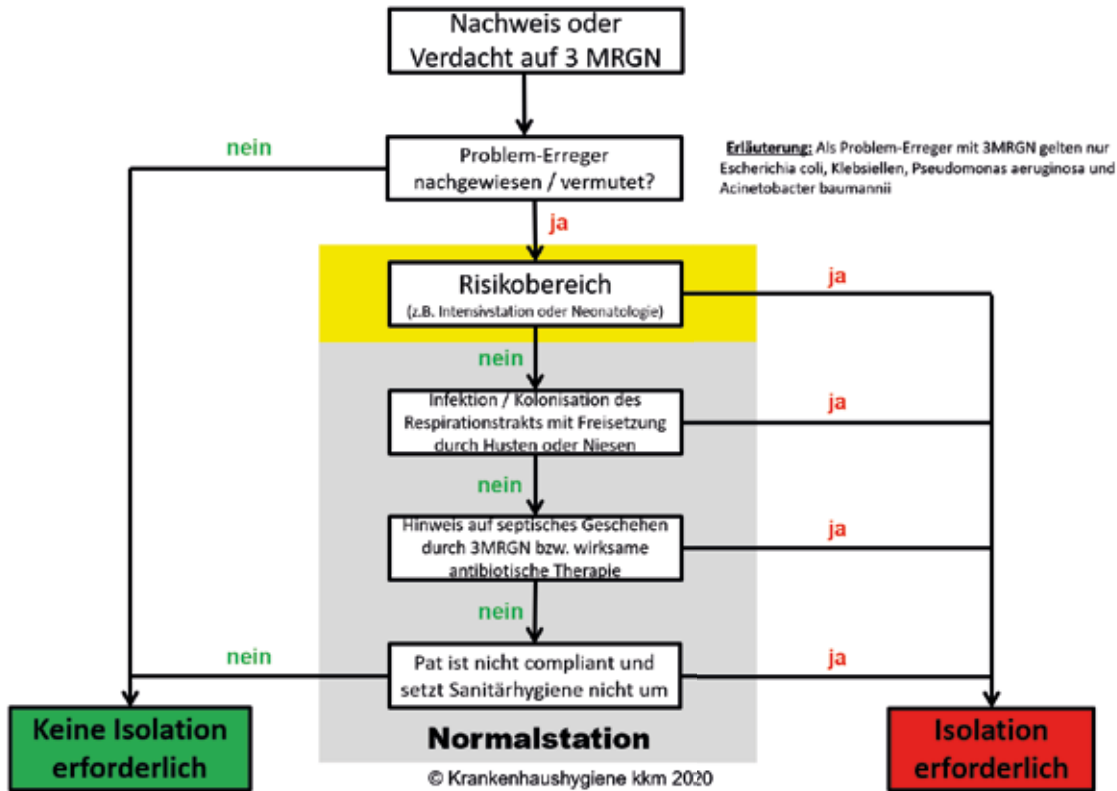 Nachweis oder
Verdacht auf 3 MRGN
nein
Problem-Erreger
nachgewiesen / vermutet?
Erläuterung: Als Problem-Erreger mit 3MRGN gelten nur
Escherichia coli, Klebsiellen, Pseudomonas aeruginosa und
Acinetobacter baumannii
ja
Risikobereich
(z.B. Intensivstation oder Neonatologie)
ja
nein
Infektion / Kolonisation des
Respirationstrakts mit Freisetzung
durch Husten oder Niesen
ja
nein
Hinweis auf septisches Geschehen
durch 3MRGN bzw. wirksame
antibiotische Therapie
ja
nein
nein
Pat ist nicht compliant und
setzt Sanitärhygiene nicht um
ja
Keine Isolation
erforderlich
Normalstation
Isolation
erforderlich
© Krankenhaushygiene kkm 2020